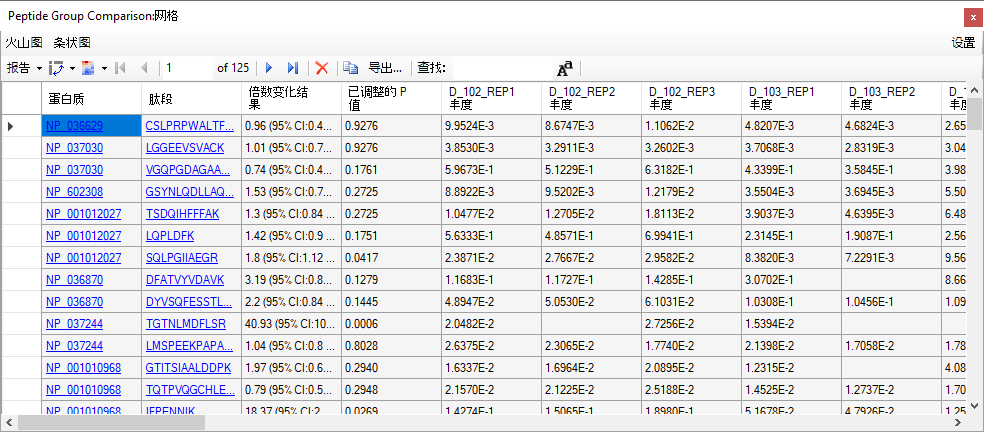 Peptide Group Comparison:网格
火山图 条状图 设置
报告 1 of 125 导出... 查找:
蛋白质 肽段 倍数变化结果 已调整的 P 值 D_102_REP1 丰度 D_102_REP2 丰度 D_102_REP3 丰度 D_103_REP1 丰度 D_103_REP2 丰度 D_1 丰度
NP_036629 CSLPRPWALTF... 0.96 (95% CI:0.4... 0.9276 9.9524E-3 8.6747E-3 1.1062E-2 4.8207E-3 4.6824E-3 2.65
NP_037030 LGGEEVSVACK 1.01 (95% CI:0.7... 0.9276 3.8530E-3 3.2911E-3 3.2602E-3 3.7068E-3 2.8319E-3 3.04
NP_037030 VGQPGDAGAA... 0.74 (95% CI:0.4... 0.1761 5.9673E-1 5.1229E-1 6.3182E-1 4.3399E-1 3.5845E-1 3.98
NP_602308 GSYNLQDLLAQ... 1.53 (95% CI:0.7... 0.2725 8.8922E-3 9.5202E-3 1.2179E-2 3.5504E-3 3.6945E-3 5.50
NP_001012027 TSDQIHFFFAK 1.3 (95% CI:0.84 ... 0.2725 1.0477E-2 1.2705E-2 1.8113E-2 3.9037E-3 4.6395E-3 6.48
NP_001012027 LQPLDFK 1.42 (95% CI:0.9 ... 0.1751 5.6333E-1 4.8571E-1 6.9941E-1 2.3145E-1 1.9087E-1 2.56
NP_001012027 SQLPGIIAEGR 1.8 (95% CI:1.12 ... 0.0417 2.3871E-2 2.7667E-2 2.9582E-2 8.3820E-3 7.2291E-3 9.56
NP_036870 DFATVYVDAVK 3.19 (95% CI:0.8... 0.1279 1.1683E-1 1.1727E-1 1.4285E-1 3.0702E-1 8.66
NP_036870 DYVSQFESSTL... 2.2 (95% CI:0.84 ... 0.1445 4.8947E-2 5.0530E-2 6.1031E-2 1.0308E-1 1.0456E-1 1.09
NP_037244 TGTNLMDFLSR 40.93 (95% CI:10... 0.0006 2.0482E-2 2.7256E-2 1.5394E-2
NP_037244 LMSPEEKPAPA... 1.04 (95% CI:0.8 ... 0.8028 2.6375E-2 2.3065E-2 1.7740E-2 2.1398E-2 1.7058E-2 1.78
NP_001010968 GTITSIAALDDPK 1.97 (95% CI:0.6... 0.2940 1.6337E-2 1.6964E-2 2.0895E-2 1.2315E-2 4.08
NP_001010968 TQTPVQGCHLE... 0.79 (95% CI:0.5... 0.2948 2.1570E-2 2.1225E-2 2.5188E-2 1.4525E-2 1.2737E-2 1.70
NP_001010968 IFPENNIK 18.37 (95% CI:2... 0.0269 1.4274E-1 1.5065E-1 1.8980E-1 5.1678E-2 4.7926E-2 1.25